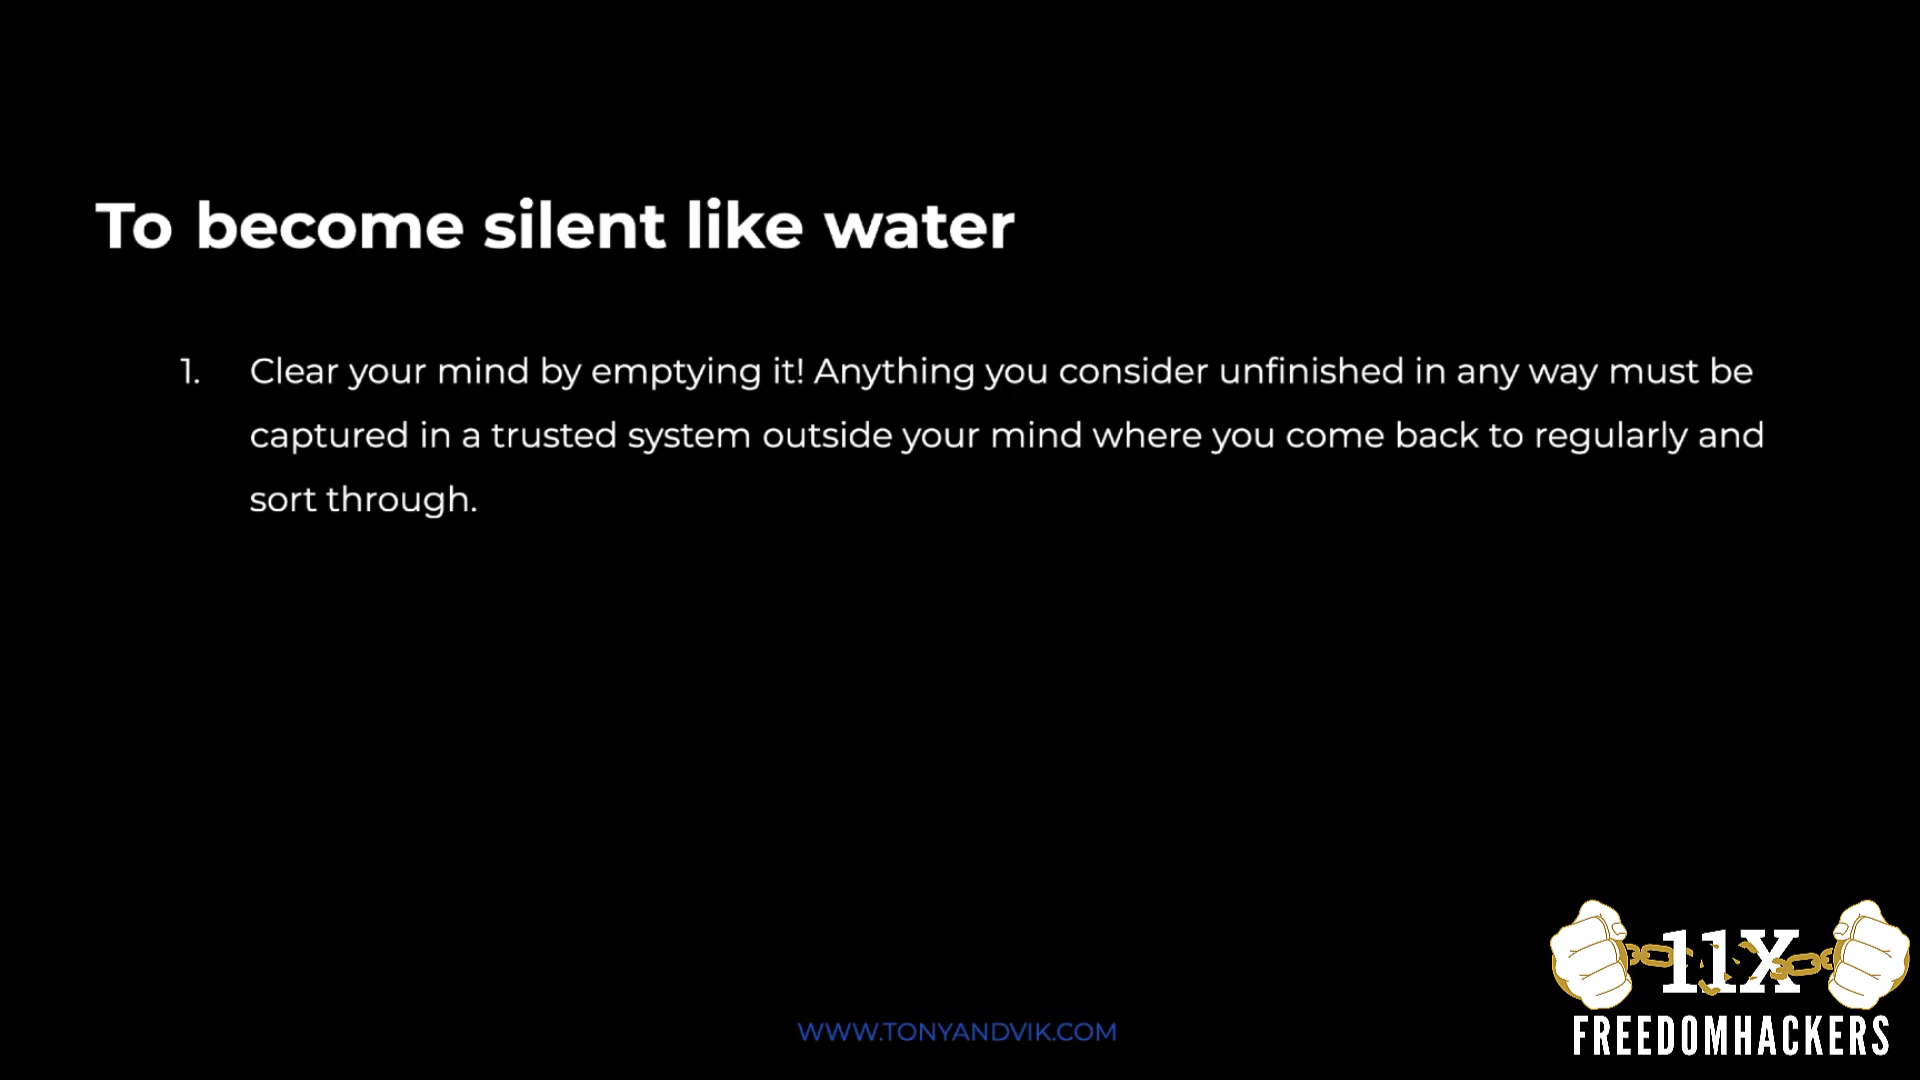 To become silent like water
1. Clear your mind by emptying it! Anything you consider unfinished in any way must be
captured in a trusted system outside your mind where you come back to regularly and
sort through.
11X
FREEDOMHACKERS
WWW.TONYANDVIK.COM